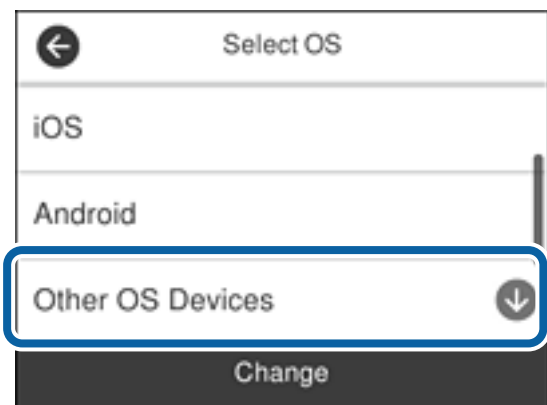 Select OS
iOS
Android
Other OS Devices
Change